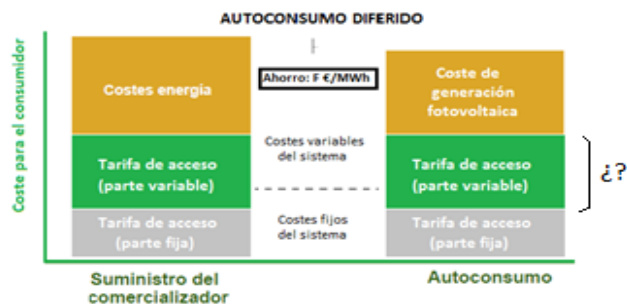 AUTOCONSUMO DIFERIDO
Coste para el consumidor
Costes energía
Ahorro: F €/MWh
Coste de
generación
fotovoltaica
Costes variables
del sistema
Tarifa de acceso
(parte variable)
Tarifa de acceso
(parte variable)
¿?
Costes fijos
del sistema
Tarifa de acceso
(parte fija)
Tarifa de acceso
(parte fija)
Suministro del
comercializador
Autoconsumo